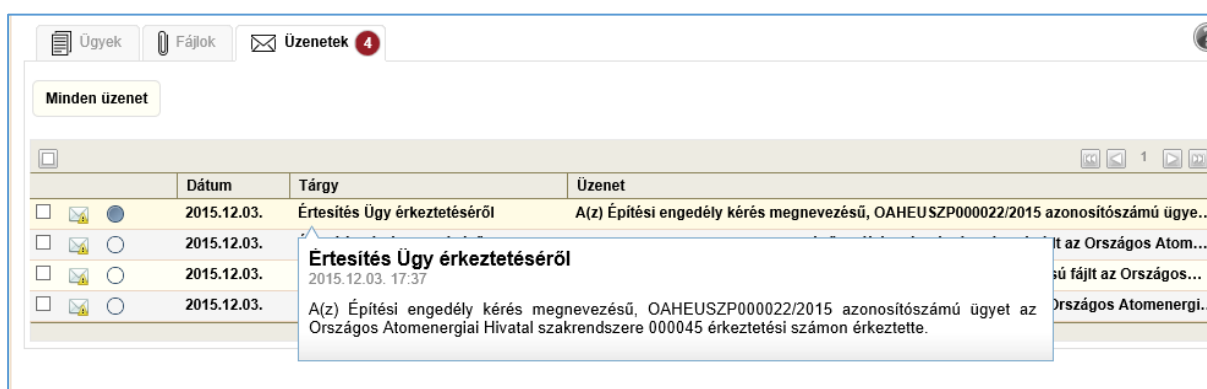 Ügyek Fájlok Üzenetek 4
Minden üzenet
1
Dátum Tárgy Üzenet
2015.12.03. Értesítés Ügy érkeztetéséről A(z) Építési engedély kérés megnevezésű, OAHEUSZP000022/2015 azonosítószámú ügye...
2015.12.03. az Országos Atom...
2015.12.03. fájlt az Országos...
2015.12.03. Országos Atomenergi...
Értesítés Ügy érkeztetéséről
2015.12.03. 17:37
A(z) Építési engedély kérés megnevezésű, OAHEUSZP000022/2015 azonosítószámú ügyet az
Országos Atomenergiai Hivatal szakrendszere 000045 érkeztetési számon érkeztette.